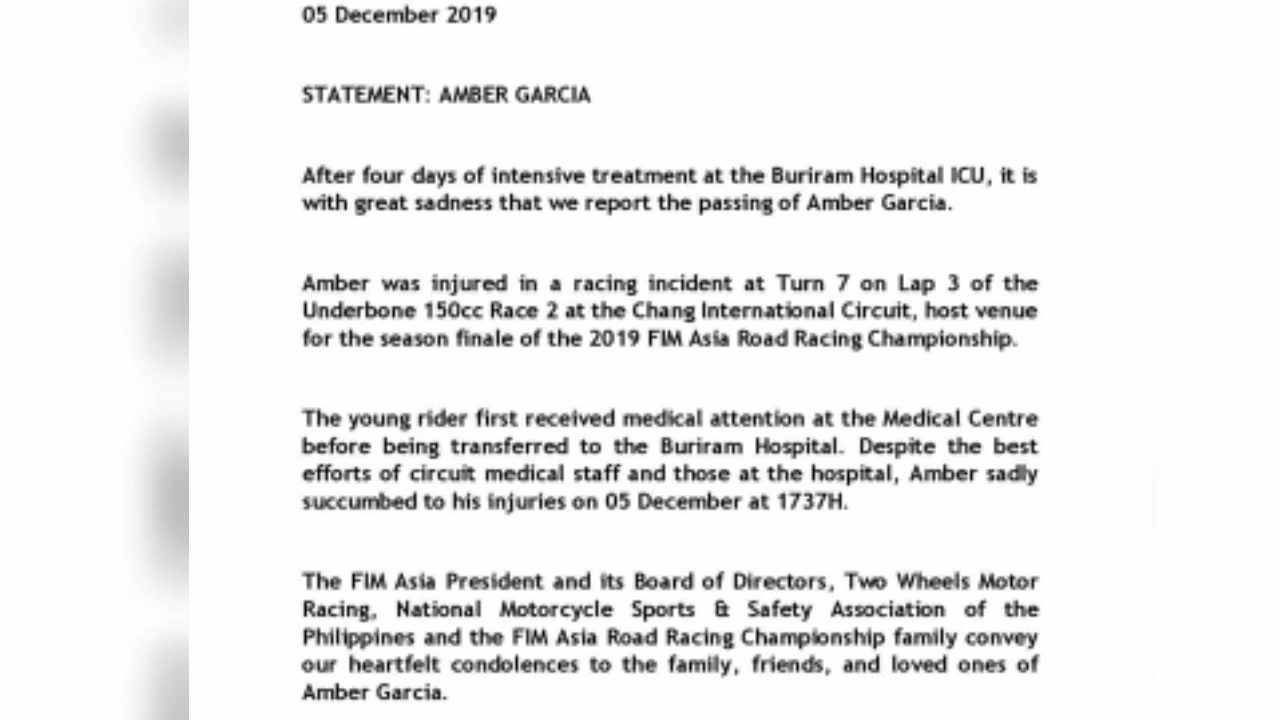 05 December 2019
STATEMENT: AMBER GARCIA
After four days of intensive treatment at the Buriram Hospital ICU, it is
with great sadness that we report the passing of Amber Garcia.
Amber was injured in a racing incident at Turn 7 on Lap 3 of the
Underbone 150cc Race 2 at the Chang International Circuit, host venue
for the season finale of the 2019 FIM Asia Road Racing Championship.
The young rider first received medical attention at the Medical Centre
before being transferred to the Buriram Hospital. Despite the best
efforts of circuit medical staff and those at the hospital, Amber sadly
succumbed to his injuries on 05 December at 1737H.
The FIM Asia President and its Board of Directors, Two Wheels Motor
Racing, National Motorcycle Sports & Safety Association of the
Philippines and the FIM Asia Road Racing Championship family convey
our heartfelt condolences to the family, friends, and loved ones of
Amber Garcia.